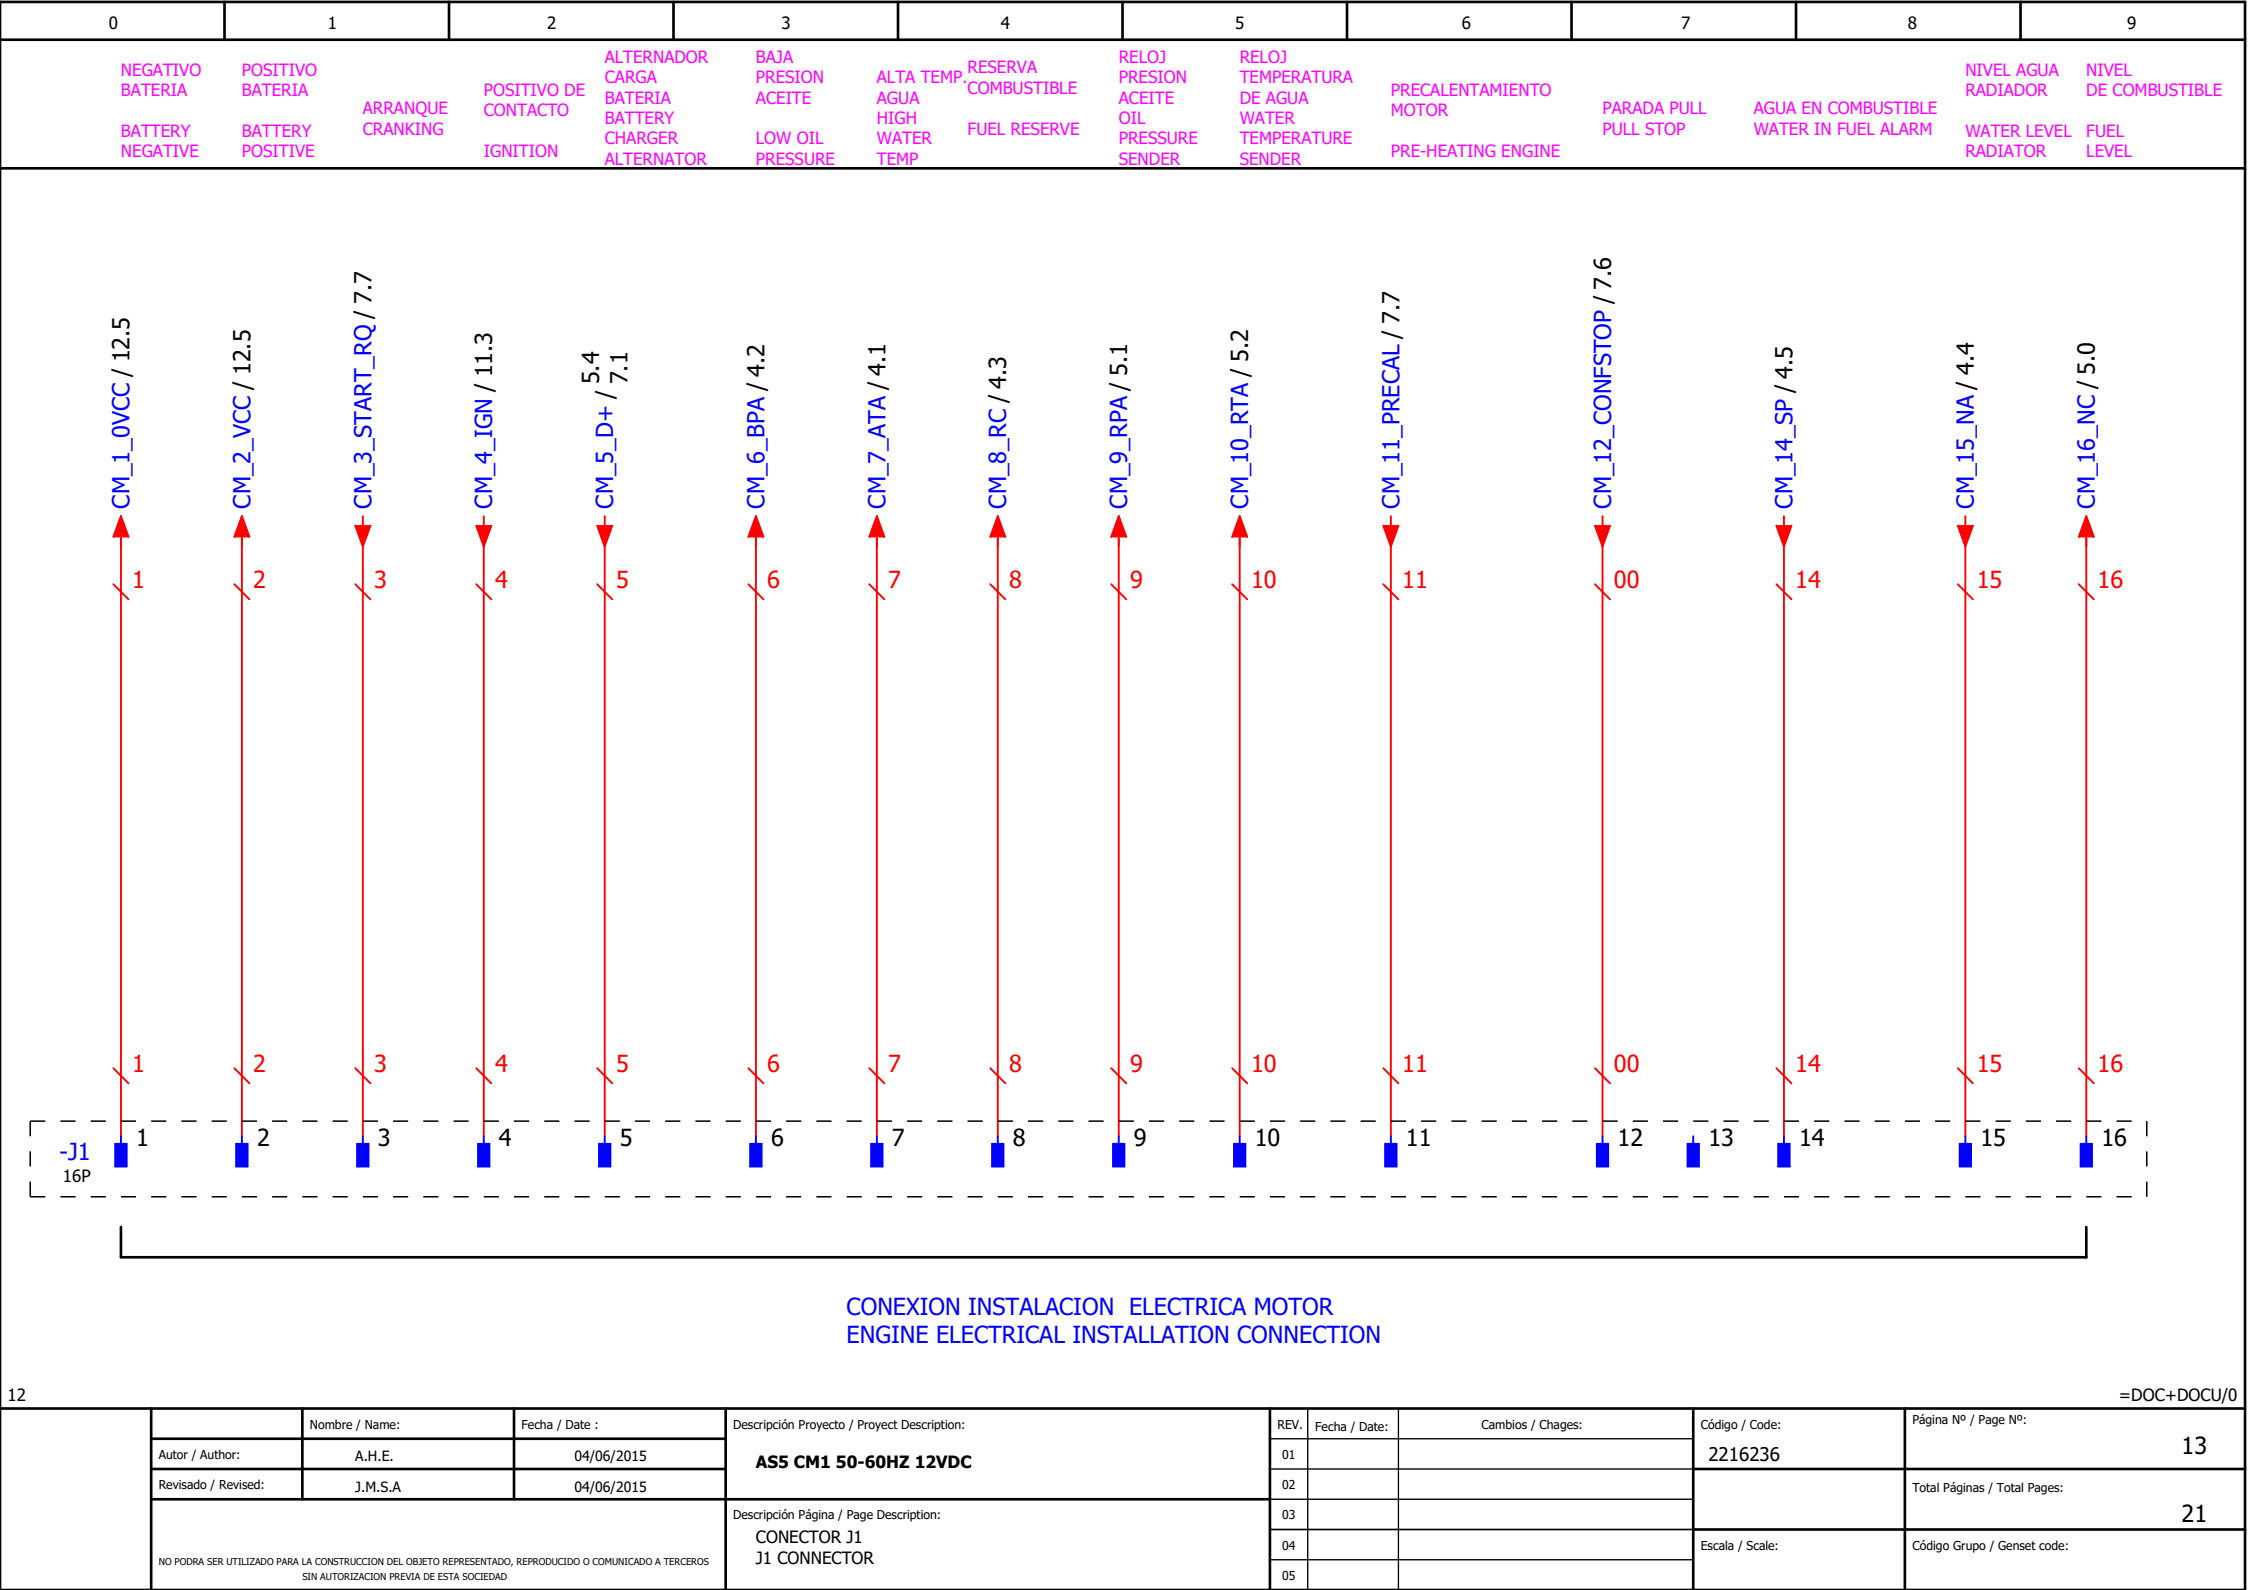 0 1 2 3 4 5 6 7 8 9
NEGATIVO
BATERIA
BATTERY
NEGATIVE
POSITIVO
BATERIA
BATTERY
POSITIVE
ARRANQUE
CRANKING
POSITIVO DE
CONTACTO
IGNITION
ALTERNADOR
CARGA
BATERIA
BATTERY
CHARGER
ALTERNATOR
BAJA
PRESION
ACEITE
LOW OIL
PRESSURE
ALTA TEMP.
AGUA
HIGH
WATER
TEMP
RESERVA
COMBUSTIBLE
FUEL RESERVE
RELOJ
PRESION
ACEITE
OIL
PRESSURE
SENDER
RELOJ
TEMPERATURA
DE AGUA
WATER
TEMPERATURE
SENDER
PRECALENTAMIENTO
MOTOR
PRE-HEATING ENGINE
PARADA PULL
PULL STOP
AGUA EN COMBUSTIBLE
WATER IN FUEL ALARM
NIVEL AGUA
RADIADOR
WATER LEVEL
RADIATOR
NIVEL
DE COMBUSTIBLE
FUEL
LEVEL
CM_1_0VCC / 12.5
CM_2_VCC / 12.5
CM_3_START_RQ / 7.7
CM_4_IGN / 11.3
CM_5_D+ / 5.4
7.1
CM_6_BPA / 4.2
CM_7_ATA / 4.1
CM_8_RC / 4.3
CM_9_RPA / 5.1
CM_10_RTA / 5.2
CM_11_PRECAL / 7.7
CM_12_CONFSTOP / 7.6
CM_14_SP / 4.5
CM_15_NA / 4.4
CM_16_NC / 5.0
1 2 3 4 5 6 7 8 9 10 11 00 14 15 16
1 2 3 4 5 6 7 8 9 10 11 00 14 15 16
-J1
16P
1 2 3 4 5 6 7 8 9 10 11 12 13 14 15 16
CONEXION INSTALACION ELECTRICA MOTOR
ENGINE ELECTRICAL INSTALLATION CONNECTION
12
=DOC+DOCU/0
Nombre / Name:
Fecha / Date :
Autor / Author:
A.H.E.
04/06/2015
Revisado / Revised:
J.M.S.A
04/06/2015
NO PODRA SER UTILIZADO PARA LA CONSTRUCCION DEL OBJETO REPRESENTADO, REPRODUCIDO O COMUNICADO A TERCEROS
SIN AUTORIZACION PREVIA DE ESTA SOCIEDAD
Descripción Proyecto / Proyect Description:
AS5 CM1 50-60HZ 12VDC
Descripción Página / Page Description:
CONECTOR J1
J1 CONNECTOR
REV.
Fecha / Date:
Cambios / Chages:
01
02
03
04
05
Código / Code:
2216236
Escala / Scale:
Página Nº / Page Nº:
13
Total Páginas / Total Pages:
21
Código Grupo / Genset code: